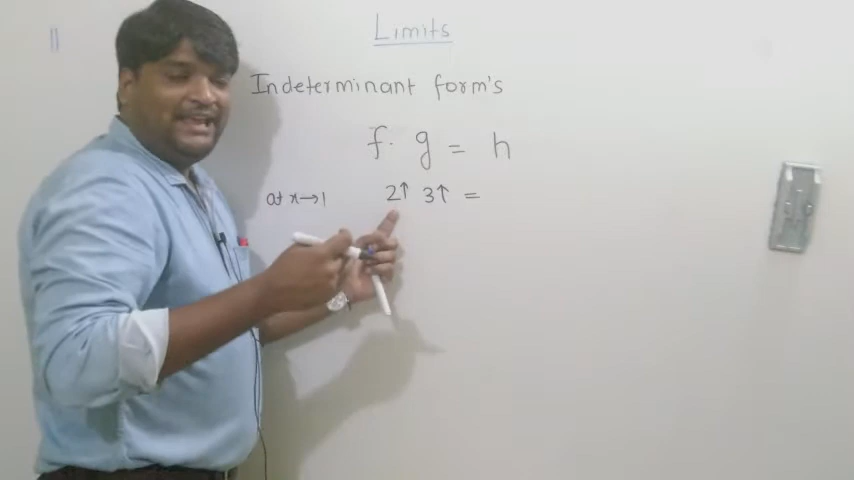 Limits
Indeterminant form's
f. g = h
at x→1 2↑ 3↑ =